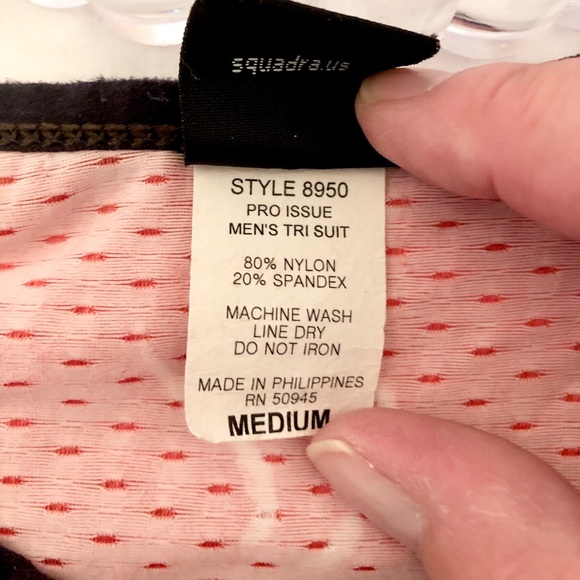 squadra.us
STYLE 8950
PRO ISSUE
MEN'S TRI SUIT
80% NYLON
20% SPANDEX
MACHINE WASH
LINE DRY
DO NOT IRON
MADE IN PHILIPPINES
RN 50945
MEDIUM